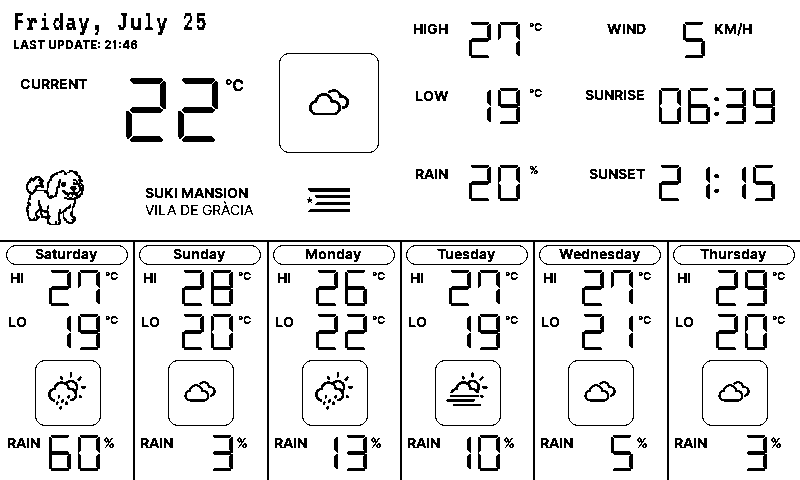 Friday, July 25
LAST UPDATE: 21:46
CURRENT 22 °C
HIGH 27 °C
WIND 5 KM/H
LOW 19 °C
SUNRISE 06:39
RAIN 20 %
SUNSET 21:15
SUKI MANSION
VILA DE GRÀCIA
Saturday
HI 27 °C
LO 19 °C
RAIN 60 %
Sunday
HI 28 °C
LO 20 °C
RAIN 3 %
Monday
HI 26 °C
LO 22 °C
RAIN 13 %
Tuesday
HI 27 °C
LO 19 °C
RAIN 10 %
Wednesday
HI 27 °C
LO 21 °C
RAIN 5 %
Thursday
HI 29 °C
LO 20 °C
RAIN 3 %